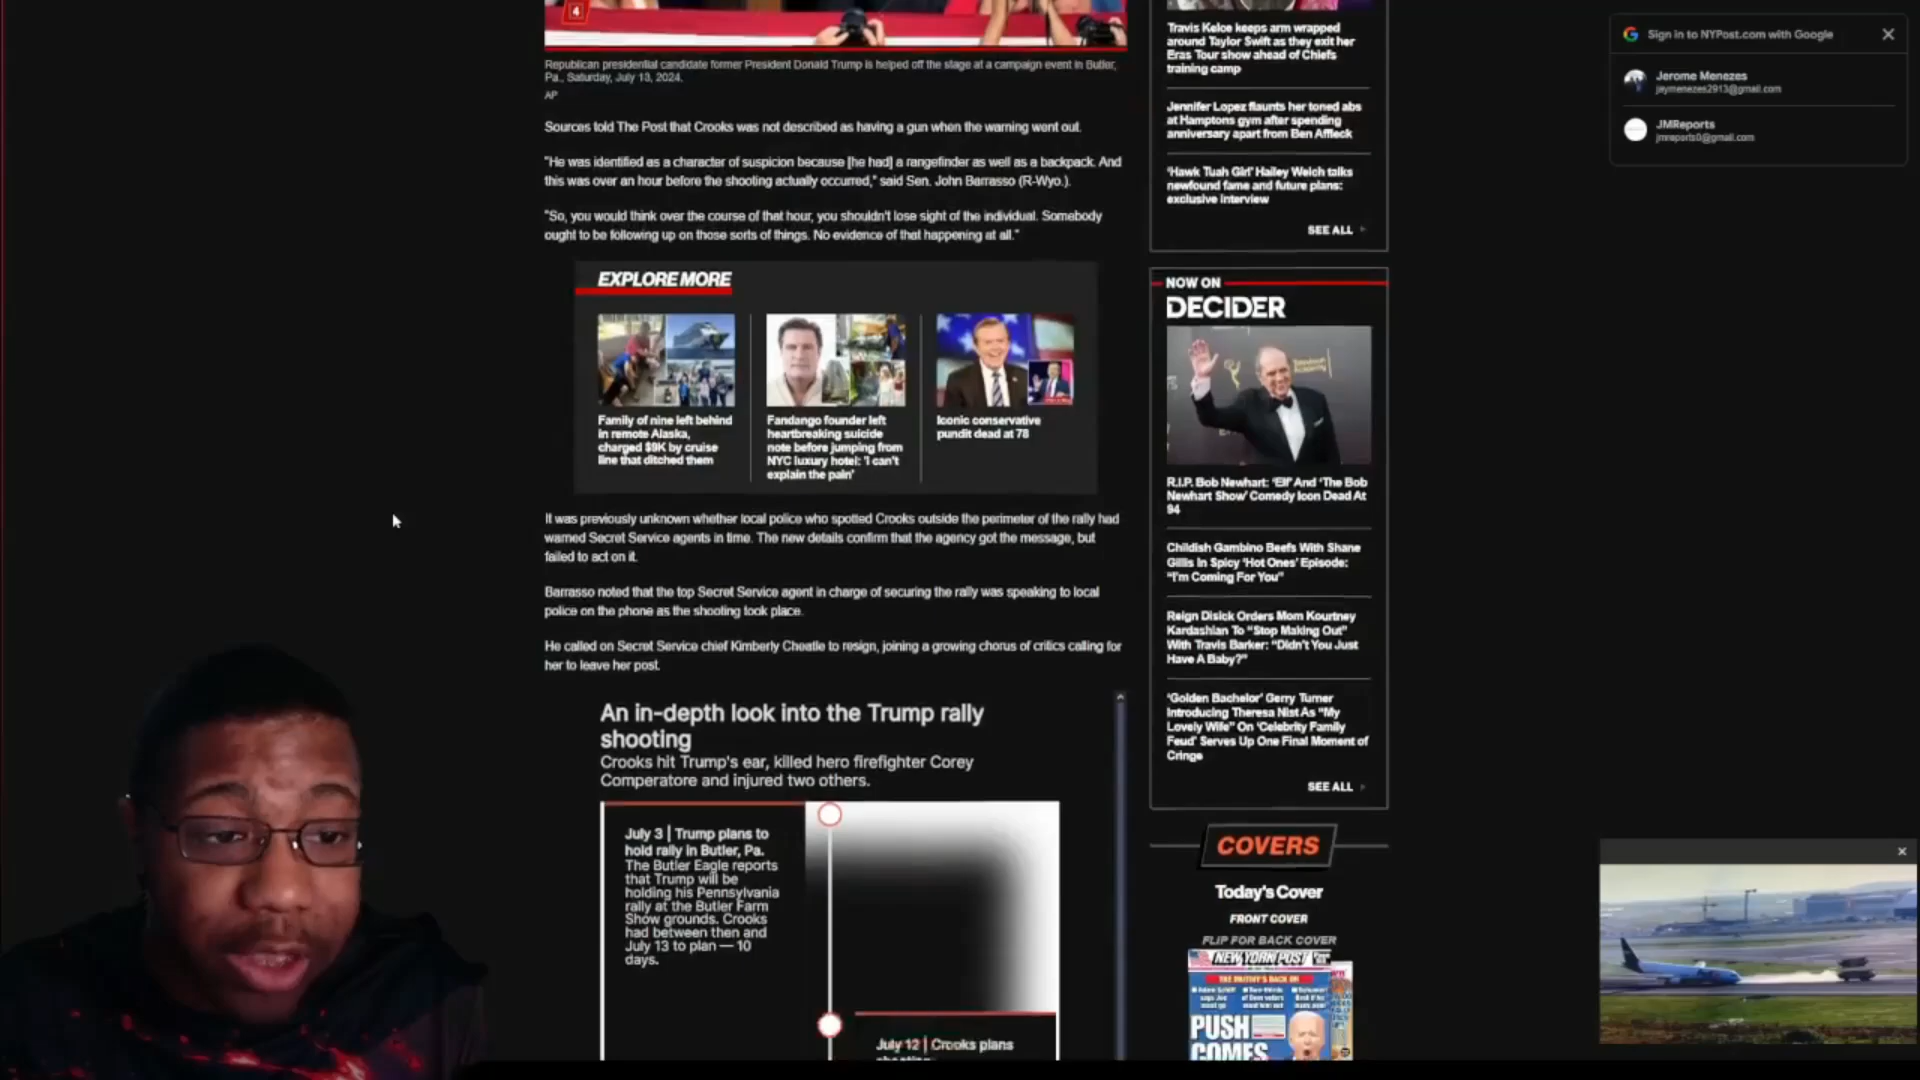 4
Republican presidential candidate former President Donald Trump is helped off the stage at a campaign event in Butler,
Pa., Saturday, July 13, 2024.
AP
Sources told The Post that Crooks was not described as having a gun when the warning went out.
"He was identified as a character of suspicion because [he had] a rangefinder as well as a backpack. And
this was over an hour before the shooting actually occurred," said Sen. John Barrasso (R-Wyo.).
"So, you would think over the course of that hour, you shouldn't lose sight of the individual. Somebody
ought to be following up on those sorts of things. No evidence of that happening at all."
EXPLORE MORE
Family of nine left behind
in remote Alaska,
charged $9K by cruise
line that ditched them
Fandango founder left
heartbreaking suicide
note before jumping from
NYC luxury hotel: 'I can't
explain the pain'
Iconic conservative
pundit dead at 78
It was previously unknown whether local police who spotted Crooks outside the perimeter of the rally had
warned Secret Service agents in time. The new details confirm that the agency got the message, but
failed to act on it.
Barrasso noted that the top Secret Service agent in charge of securing the rally was speaking to local
police on the phone as the shooting took place.
He called on Secret Service chief Kimberly Cheatle to resign, joining a growing chorus of critics calling for
her to leave her post.
An in-depth look into the Trump rally
shooting
Crooks hit Trump's ear, killed hero firefighter Corey
Comperatore and injured two others.
July 3 | Trump plans to
hold rally in Butler, Pa.
The Butler Eagle reports
that Trump will be
holding his Pennsylvania
rally at the Butler Farm
Show grounds. Crooks
had between then and
July 13 to plan — 10
days.
July 12 | Crooks plans
Travis Kelce keeps arm wrapped
around Taylor Swift as they exit her
Eras Tour show ahead of Chiefs
training camp
Jennifer Lopez flaunts her toned abs
at Hamptons gym after spending
anniversary apart from Ben Affleck
'Hawk Tuah Girl' Hailey Welch talks
newfound fame and future plans:
exclusive interview
SEE ALL
NOW ON
DECIDER
R.I.P. Bob Newhart: 'Elf' And 'The Bob
Newhart Show' Comedy Icon Dead At
94
Childish Gambino Beefs With Shane
Gillis In Spicy 'Hot Ones' Episode:
"I'm Coming For You"
Reign Disick Orders Mom Kourtney
Kardashian To "Stop Making Out"
With Travis Barker: "Didn't You Just
Have A Baby?"
'Golden Bachelor' Gerry Turner
Introducing Theresa Nist As "My
Lovely Wife" On 'Celebrity Family
Feud' Serves Up One Final Moment of
Cringe
SEE ALL
COVERS
Today's Cover
FRONT COVER
FLIP FOR BACK COVER
NEW YORK POST
PUSH
COMES
Sign in to NYPost.com with Google
Jerome Menezes
jaymenezes2913@gmail.com
JMReports
jmreports0@gmail.com